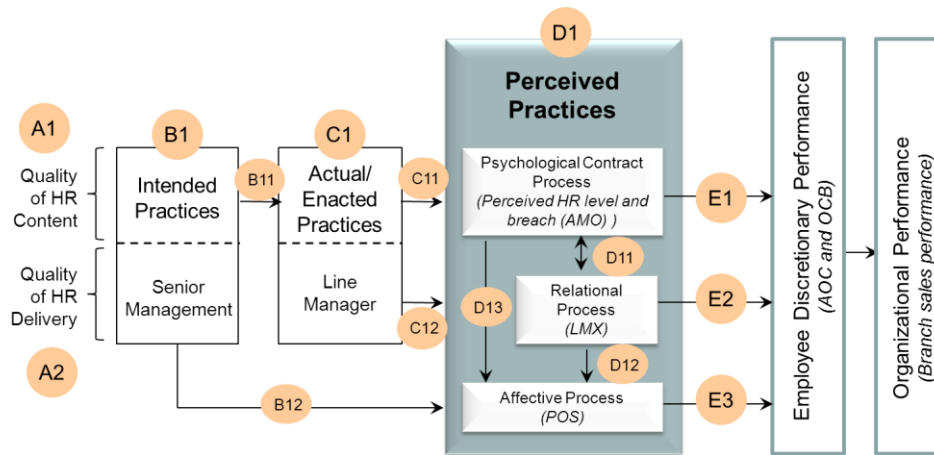 D1
Perceived
Practices
A1
B1
C1
Quality
of HR
Content
Intended
Practices
B11
Actual/
Enacted
Practices
C11
Psychological Contract
Process
(Perceived HR level and
breach (AMO) )
E1
D11
Quality
of HR
Delivery
Senior
Management
Line
Manager
C12
D13
Relational
Process
(LMX)
E2
D12
A2
B12
Affective Process
(POS)
E3
Employee Discretionary Performance
(AOC and OCB)
Organizational Performance
(Branch sales performance)